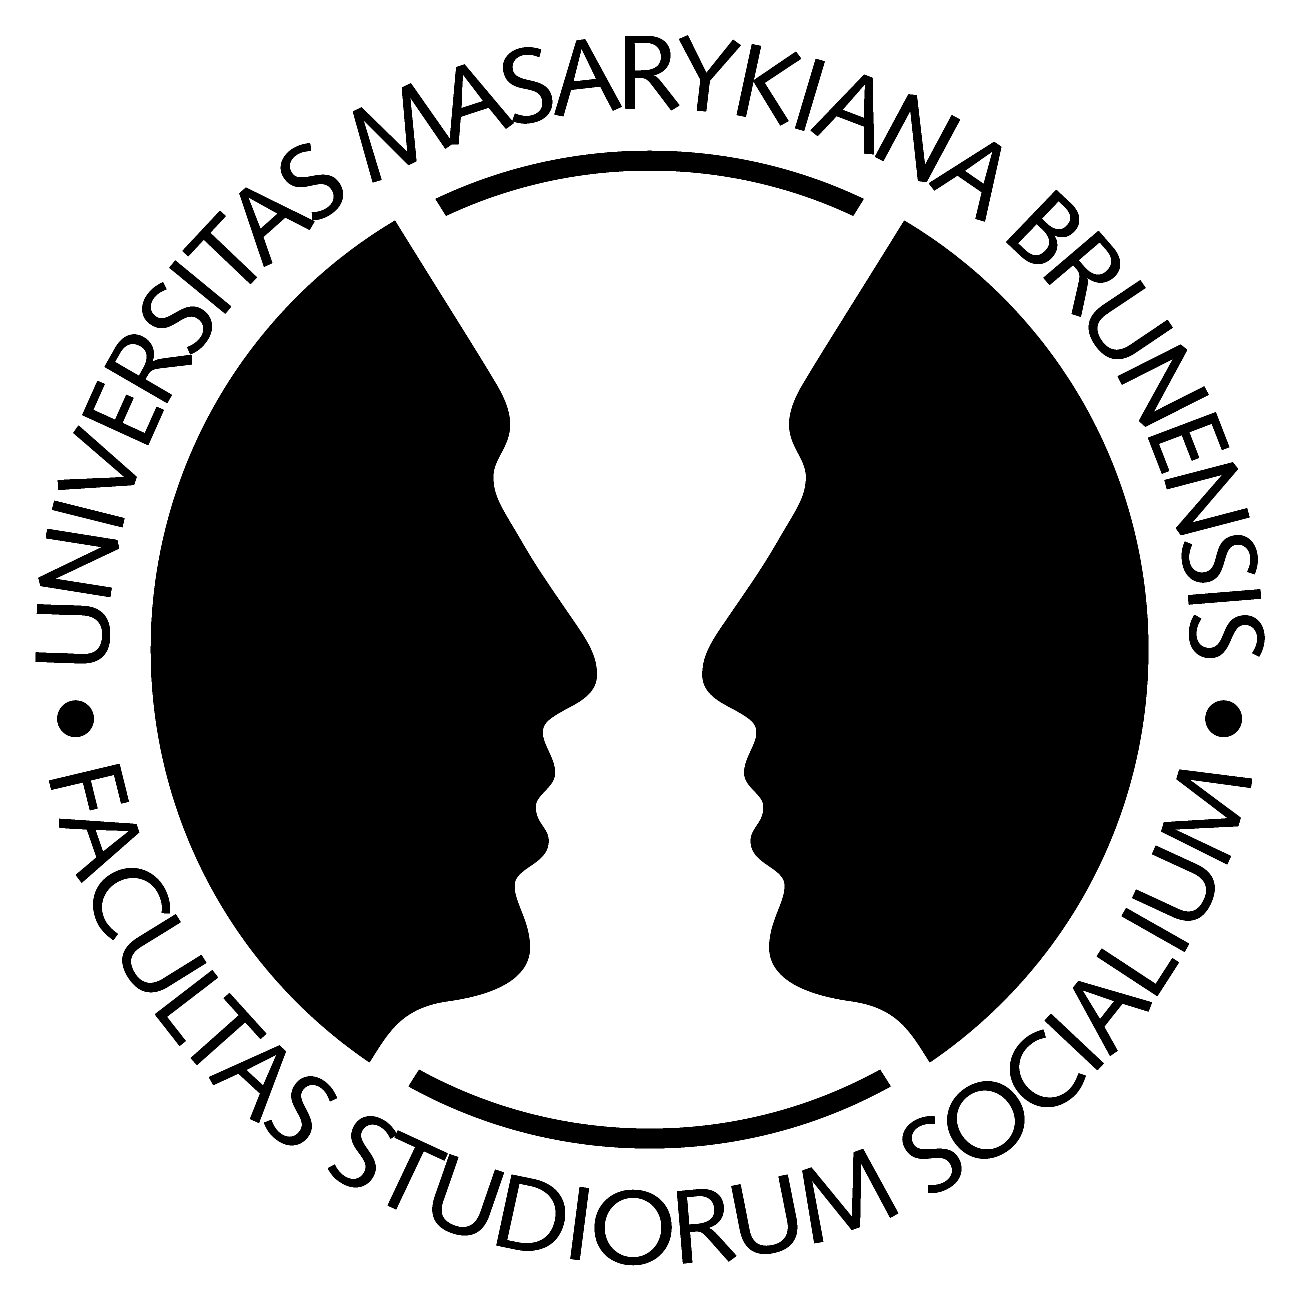 UNIVERSITAS MASARYKIANA BRUNENSIS
FACULTAS STUDIORUM SOCIALIUM